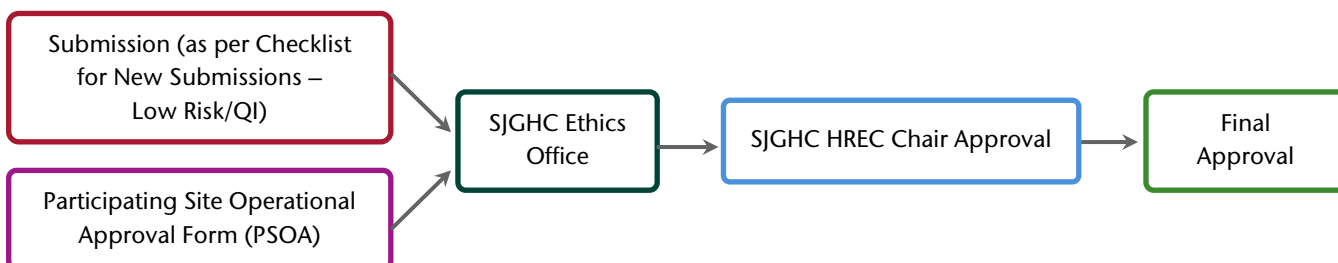 Submission (as per Checklist
for New Submissions –
Low Risk/QI)
Participating Site Operational
Approval Form (PSOA)
SJGHC Ethics
Office
SJGHC HREC Chair Approval
Final
Approval